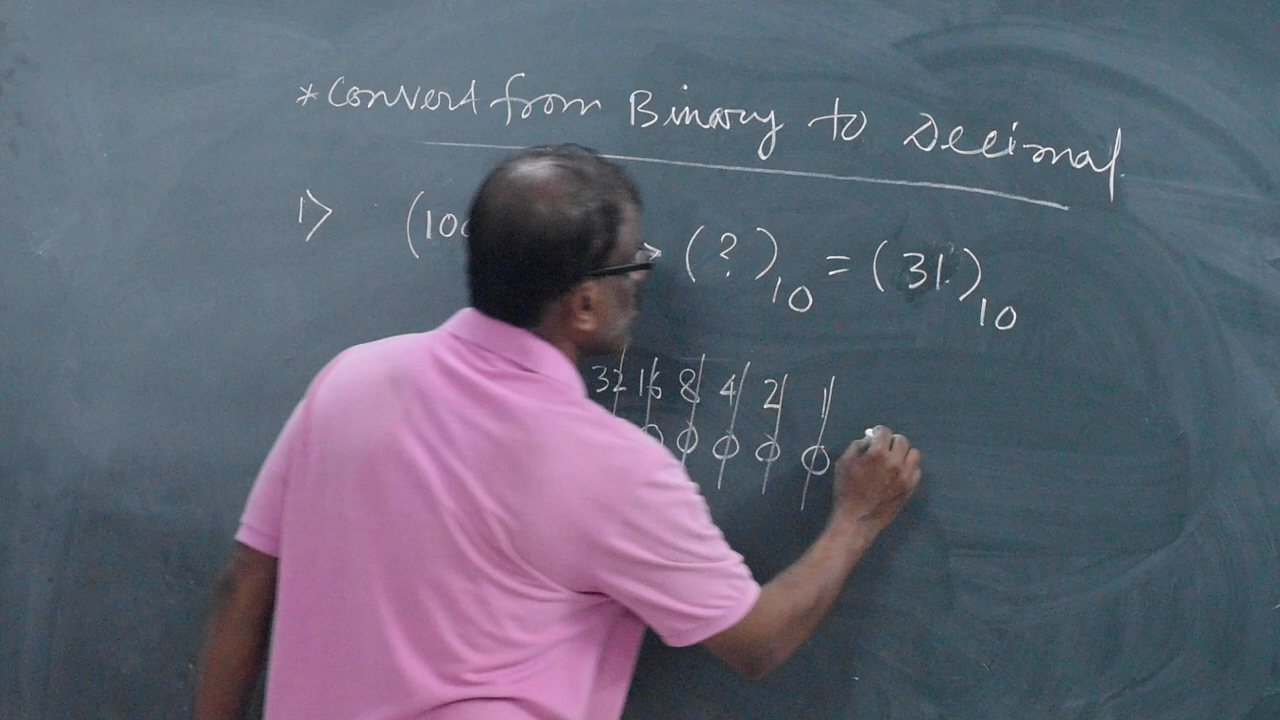 * Convert from Binary to Decimal
1> (100 > (?)10 = (31)10
32 16 8 4 2 1
0 0 0 0 0